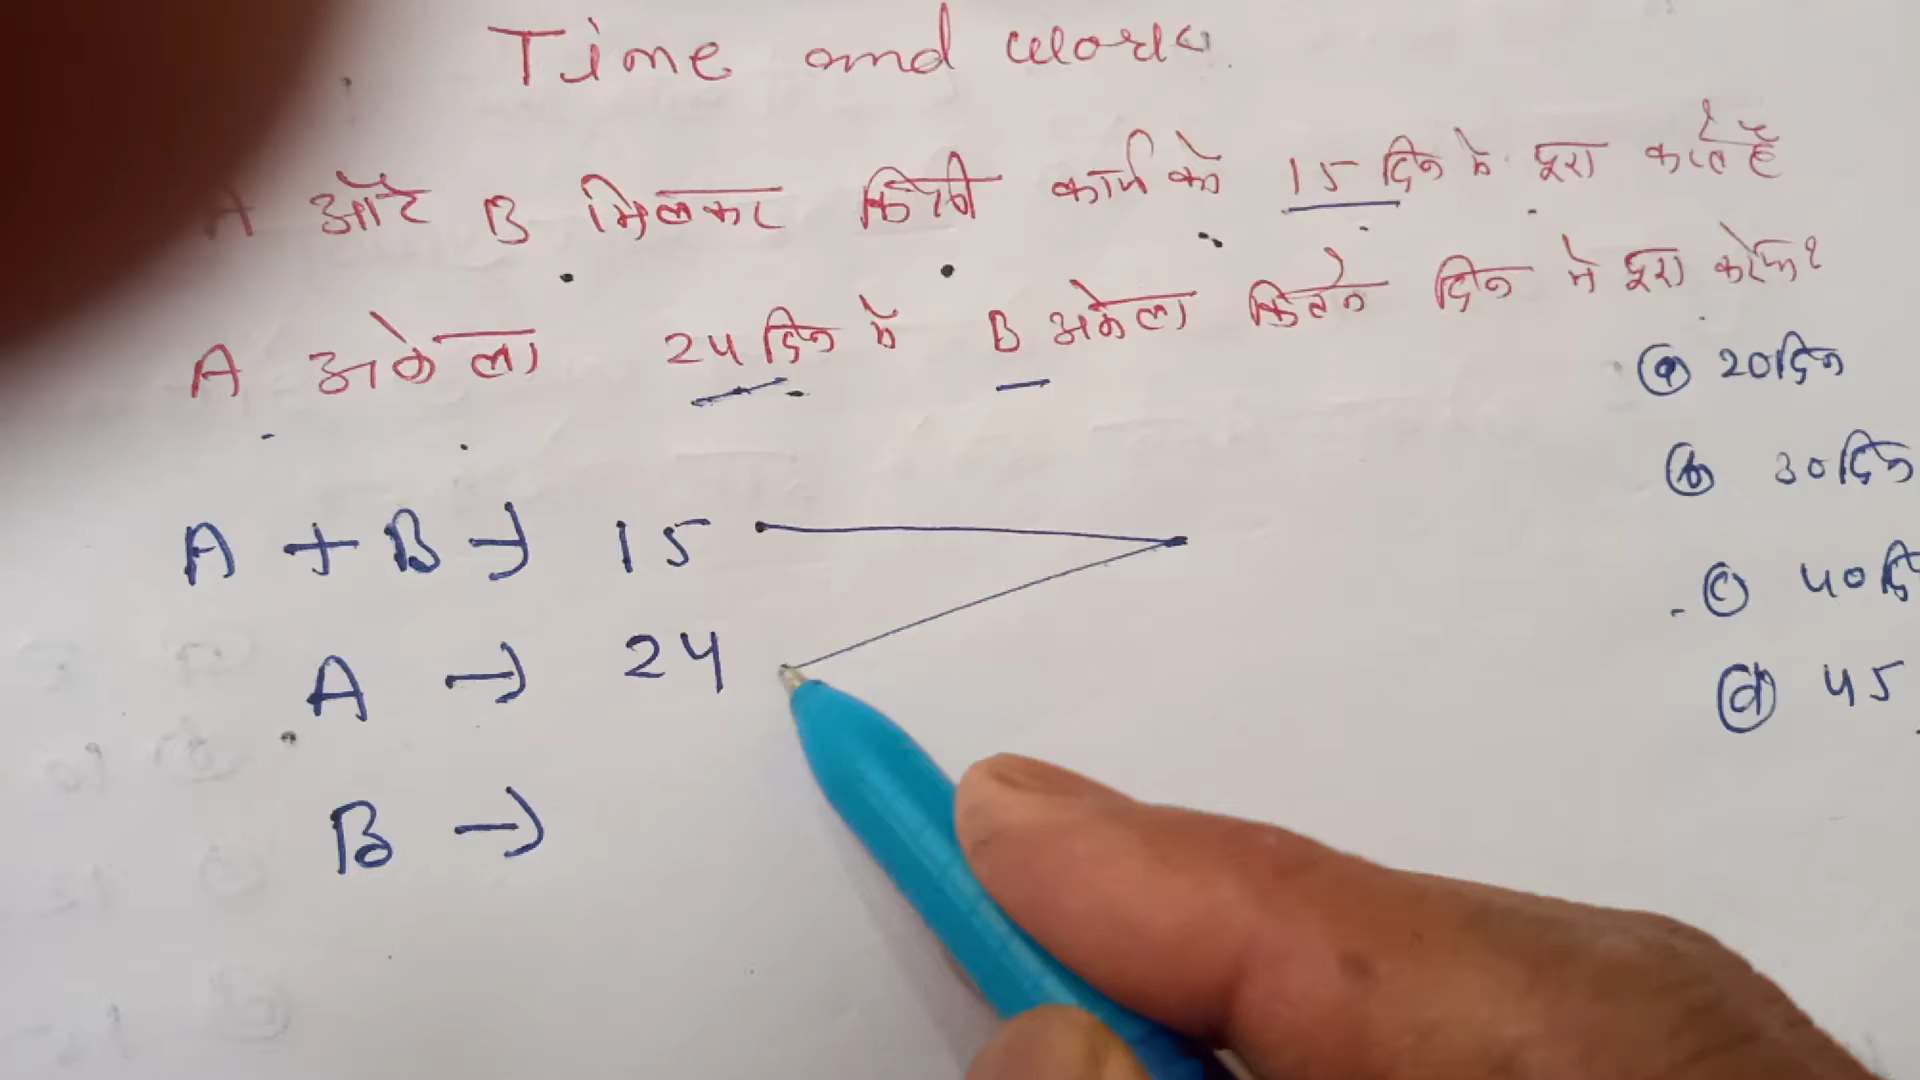 Time and work
A और B मिलकर किसी कार्य को 15 दिन मे पूरा करते हैं
A अकेला 24 दिन मे B अकेला कितने दिन मे पूरा करेगा?
(a) 20 दिन
(b) 30 दिन
(c) 40 दि
(d) 45
A + B → 15
A → 24
B →